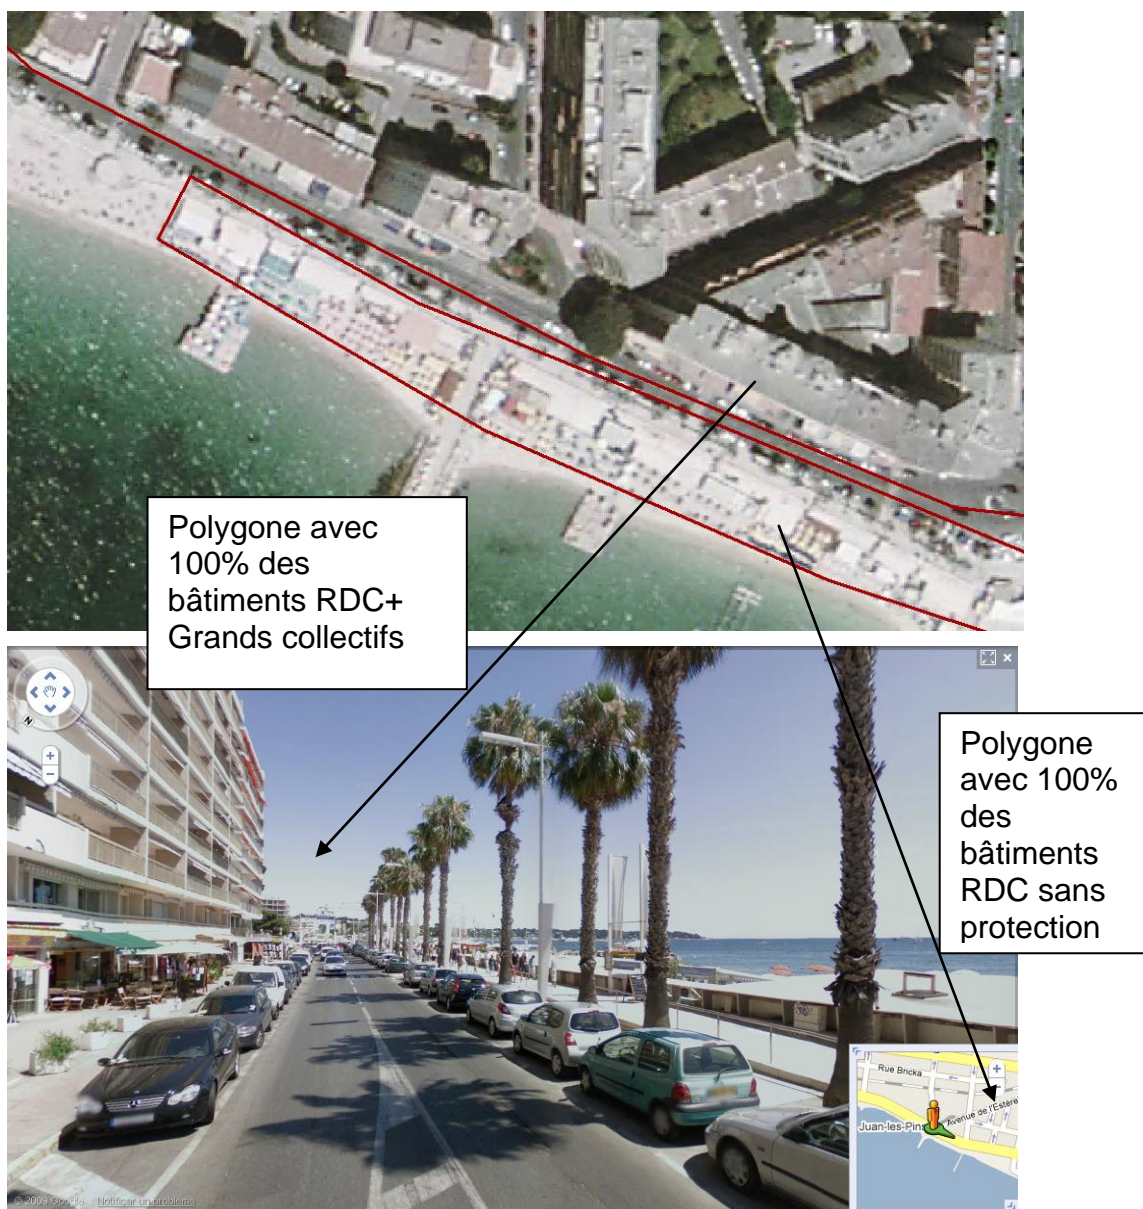 Polygone avec
100% des
bâtiments RDC+
Grands collectifs
Polygone
avec 100%
des
bâtiments
RDC sans
protection
N
Rue Bricka
Avenue de l'Estere
Juan-les-Pins
© 2009 Google Notificar un problema